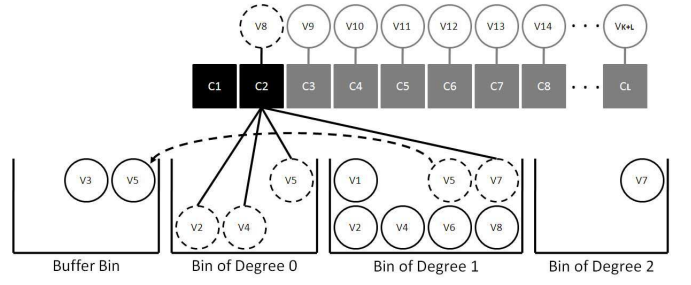 V8 V9 V10 V11 V12 V13 V14 ··· VK+L
C1 C2 C3 C4 C5 C6 C7 C8 ··· CL
V3 V5 V5 V1 V5 V7 V7
V2 V4 V2 V4 V6 V8
Buffer Bin Bin of Degree 0 Bin of Degree 1 Bin of Degree 2